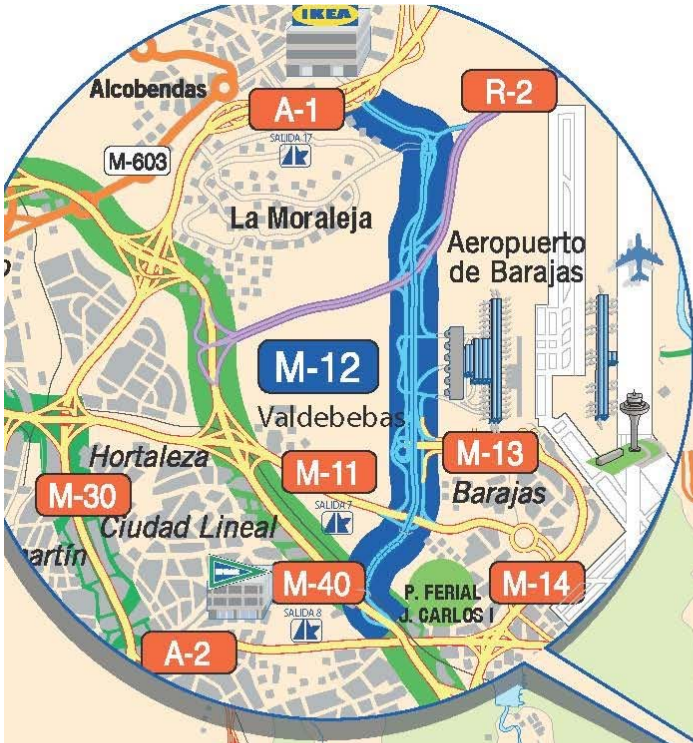 IKEA
Alcobendas
A-1
R-2
SALIDA 17
M-603
La Moraleja
Aeropuerto
de Barajas
M-12
Valdebebas
Hortaleza
M-11
M-13
M-30
SALIDA 7
Barajas
Ciudad Lineal
artín
M-40
P. FERIAL
J. CARLOS I
M-14
SALIDA 8
A-2